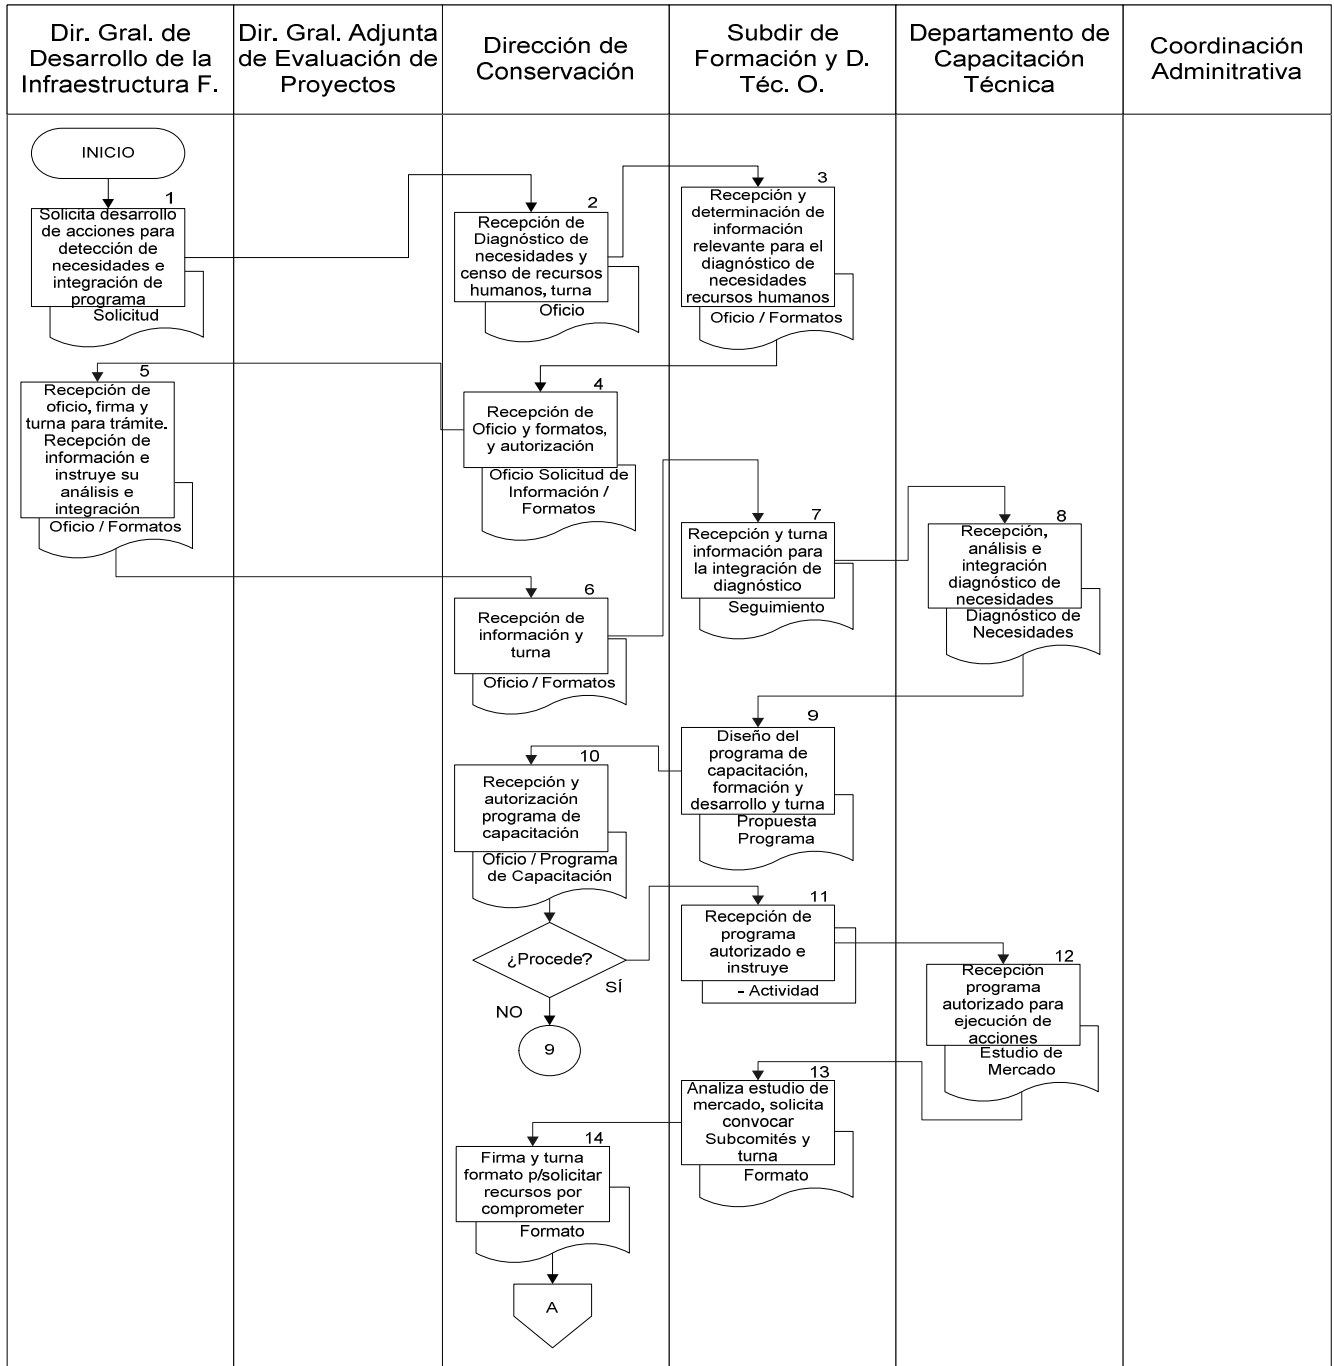 Dir. Gral. de
Desarrollo de la
Infraestructura F.
Dir. Gral. Adjunta
de Evaluación de
Proyectos
Dirección de
Conservación
Subdir de
Formación y D.
Téc. O.
Departamento de
Capacitación
Técnica
Coordinación
Adminitrativa
INICIO
1
Solicita desarrollo
de acciones para
detección de
necesidades e
integración de
programa
Solicitud
2
Recepción de
Diagnóstico de
necesidades y
censo de recursos
humanos, turna
Oficio
3
Recepción y
determinación de
información
relevante para el
diagnóstico de
necesidades
recursos humanos
Oficio / Formatos
4
Recepción de
Oficio y formatos,
y autorización
Oficio Solicitud de
Información /
Formatos
5
Recepción de
oficio, firma y
turna para trámite.
Recepción de
información e
instruye su
análisis e
integración
Oficio / Formatos
6
Recepción de
información y
turna
Oficio / Formatos
7
Recepción y turna
información para
la integración de
diagnóstico
Seguimiento
8
Recepción,
análisis e
integración
diagnóstico de
necesidades
Diagnóstico de
Necesidades
9
Diseño del
programa de
capacitación,
formación y
desarrollo y turna
Propuesta
Programa
10
Recepción y
autorización
programa de
capacitación
Oficio / Programa
de Capacitación
¿Procede?
SÍ
NO
9
11
Recepción de
programa
autorizado e
instruye
- Actividad
12
Recepción
programa
autorizado para
ejecución de
acciones
Estudio de
Mercado
13
Analiza estudio de
mercado, solicita
convocar
Subcomités y
turna
Formato
14
Firma y turna
formato p/solicitar
recursos por
comprometer
Formato
A